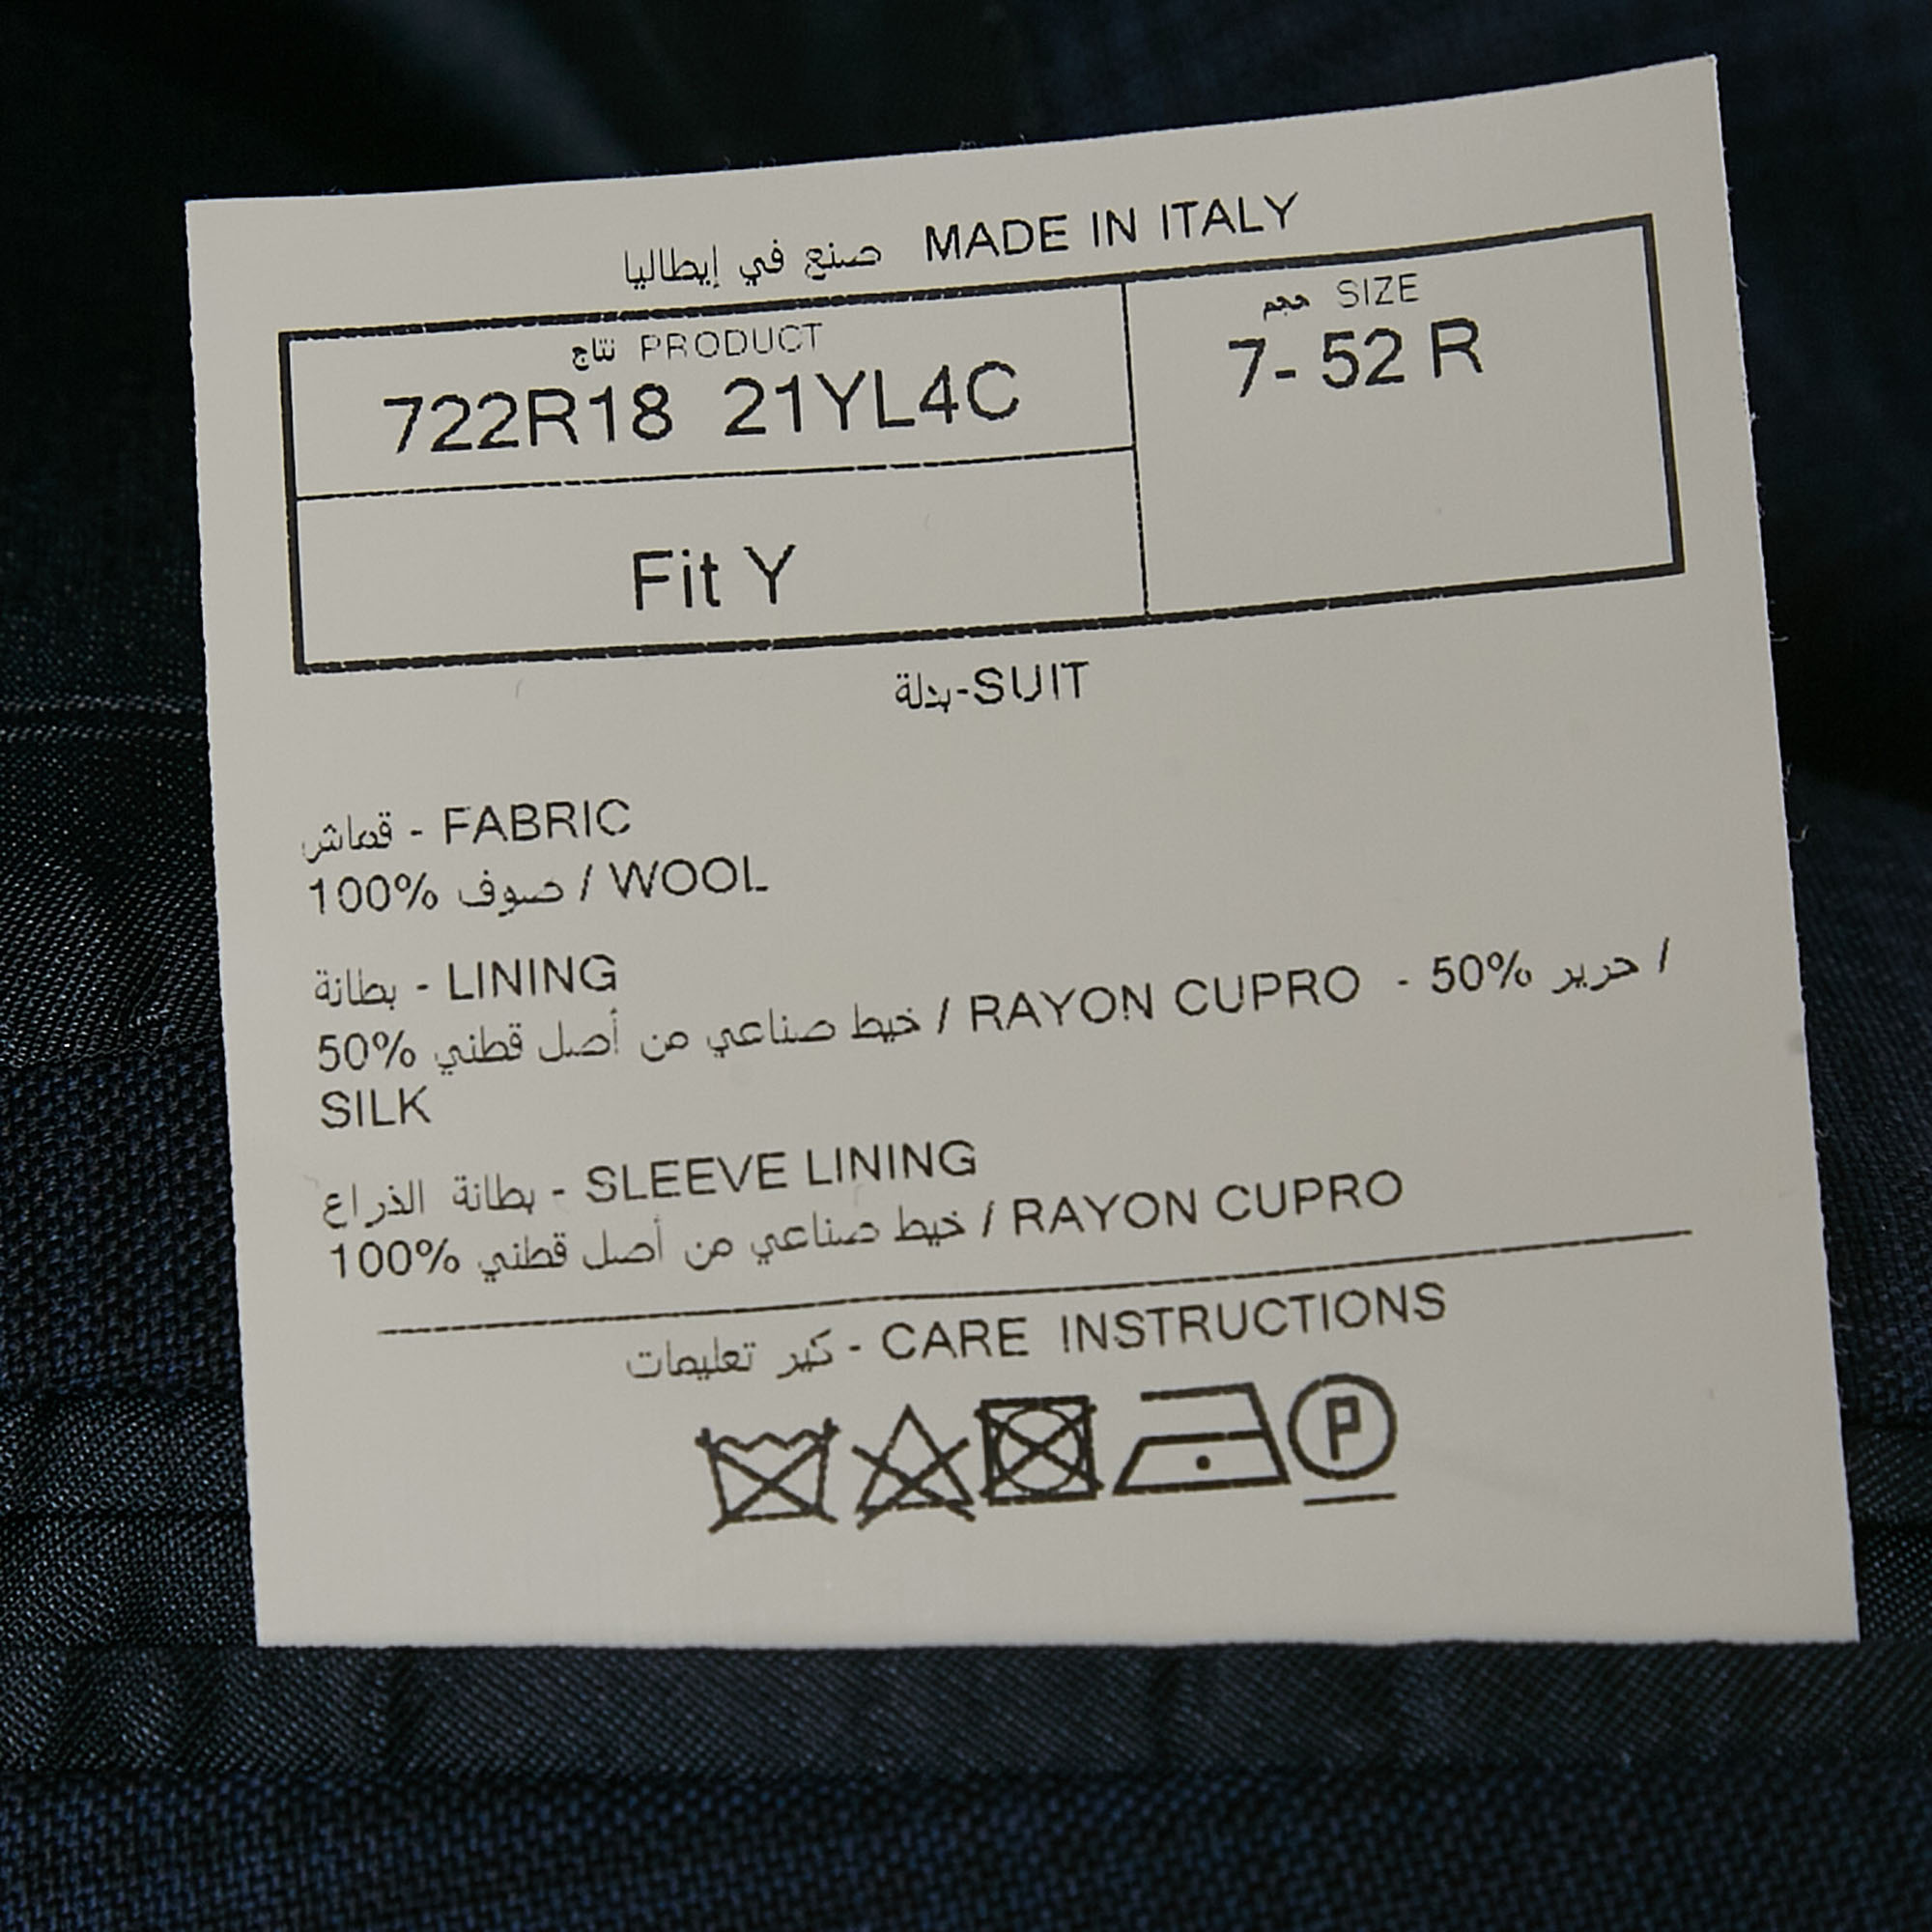 صنع في إيطاليا MADE IN ITALY
نتاج PRODUCT
722R18 21YL4C
حجم SIZE
7- 52 R
Fit Y
بدلة-SUIT
قماش - FABRIC
100% صوف / WOOL
بطانة - LINING
50% خيط صناعي من أصل قطني / RAYON CUPRO - 50% حرير /
SILK
بطانة الذراع - SLEEVE LINING
100% خيط صناعي من أصل قطني / RAYON CUPRO
كير تعليمات - CARE INSTRUCTIONS
P